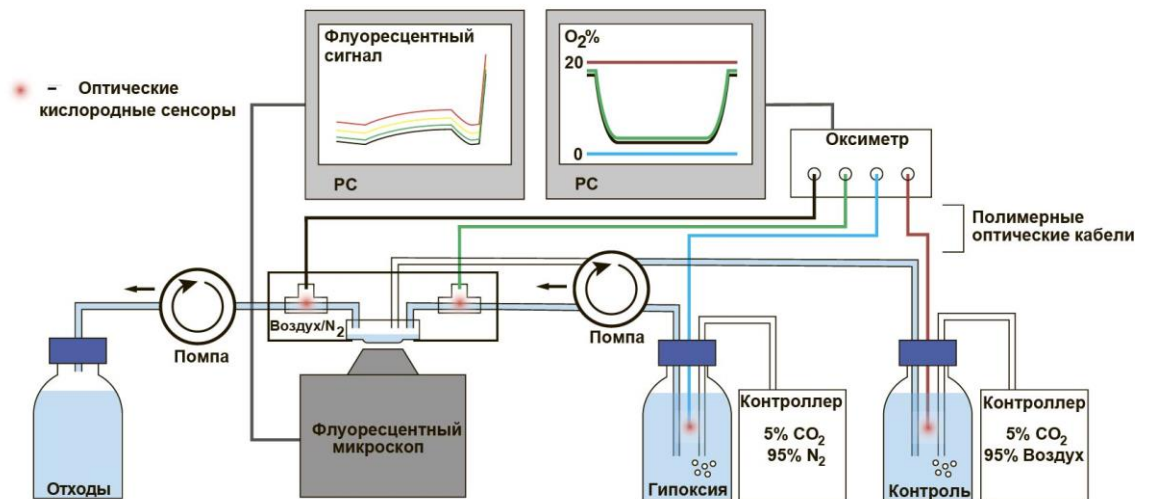 Флуоресцентный
сигнал
PC
O2%
20
0
PC
– Оптические
кислородные сенсоры
Оксиметр
Полимерные
оптические кабели
Воздух/N2
Помпа
Помпа
Флуоресцентный
микроскоп
Отходы
Гипоксия
Контроллер
5% CO2
95% N2
Контроль
Контроллер
5% CO2
95% Воздух